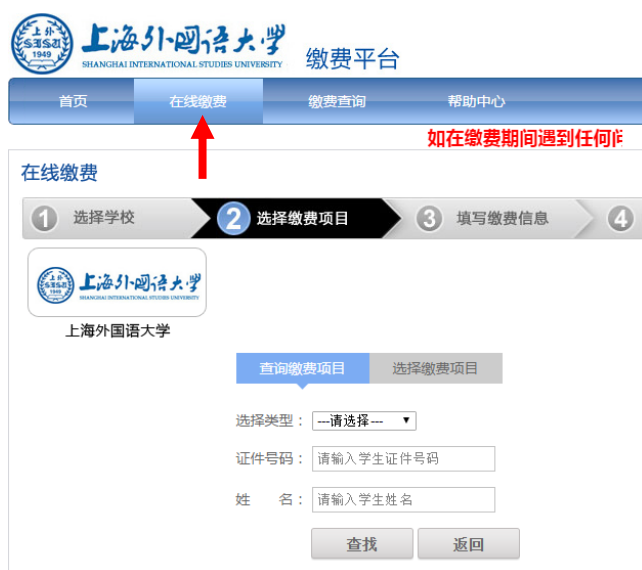 上海外国语大学
SHANGHAI INTERNATIONAL STUDIES UNIVERSITY
1949
缴费平台
首页 在线缴费 缴费查询 帮助中心
如在缴费期间遇到任何问
在线缴费
1 选择学校 2 选择缴费项目 3 填写缴费信息 4
上海外国语大学
SHANGHAI INTERNATIONAL STUDIES UNIVERSITY
上海外国语大学
查询缴费项目 选择缴费项目
选择类型： ---请选择---
证件号码： 请输入学生证件号码
姓 名： 请输入学生姓名
查找 返回